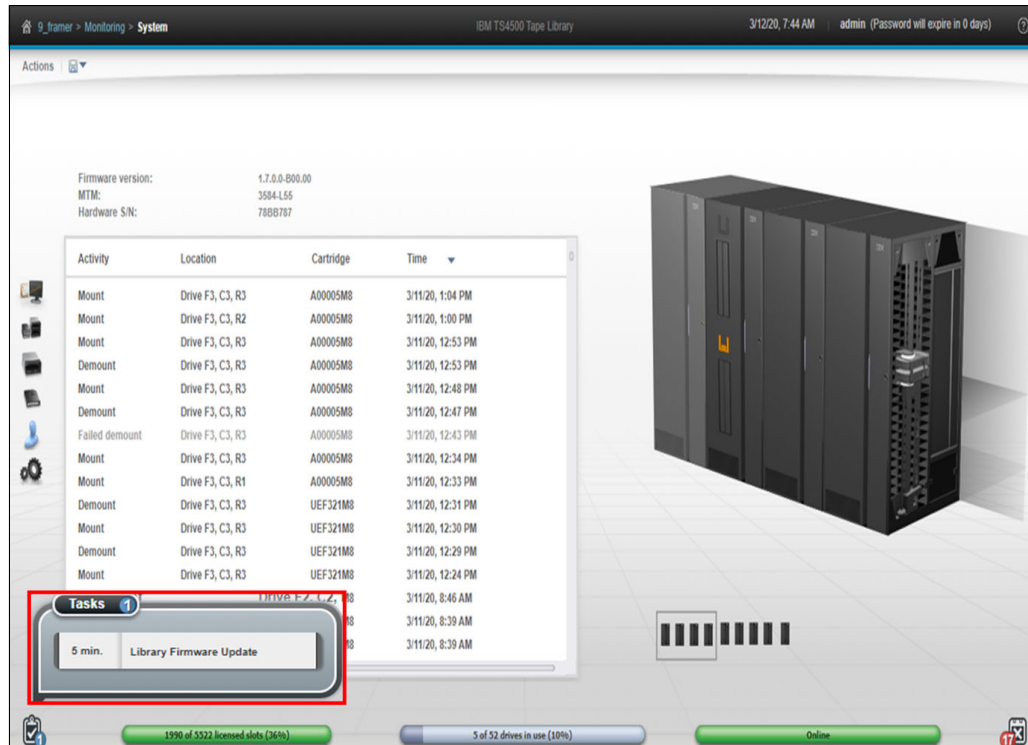 9_framer > Monitoring > System
IBM TS4500 Tape Library
3/12/20, 7:44 AM | admin (Password will expire in 0 days) ?
Actions
Firmware version: 1.7.0.0-B00.00
MTM: 3584-L55
Hardware S/N: 78BB787
Activity Location Cartridge Time
Mount Drive F3, C3, R3 A00005M8 3/11/20, 1:04 PM
Mount Drive F3, C3, R2 A00005M8 3/11/20, 1:00 PM
Mount Drive F3, C3, R3 A00005M8 3/11/20, 12:53 PM
Demount Drive F3, C3, R3 A00005M8 3/11/20, 12:53 PM
Mount Drive F3, C3, R3 A00005M8 3/11/20, 12:48 PM
Demount Drive F3, C3, R3 A00005M8 3/11/20, 12:47 PM
Failed demount Drive F3, C3, R3 A00005M8 3/11/20, 12:43 PM
Mount Drive F3, C3, R3 A00005M8 3/11/20, 12:34 PM
Mount Drive F3, C3, R1 A00005M8 3/11/20, 12:33 PM
Demount Drive F3, C3, R3 UEF321M8 3/11/20, 12:31 PM
Mount Drive F3, C3, R3 UEF321M8 3/11/20, 12:30 PM
Demount Drive F3, C3, R3 UEF321M8 3/11/20, 12:29 PM
Mount Drive F3, C3, R3 UEF321M8 3/11/20, 12:24 PM
Drive F2, C2, M8 3/11/20, 8:46 AM
M8 3/11/20, 8:39 AM
M8 3/11/20, 8:39 AM
Tasks 1
5 min. Library Firmware Update
1
1990 of 5522 licensed slots (36%)
5 of 52 drives in use (10%)
Online
17